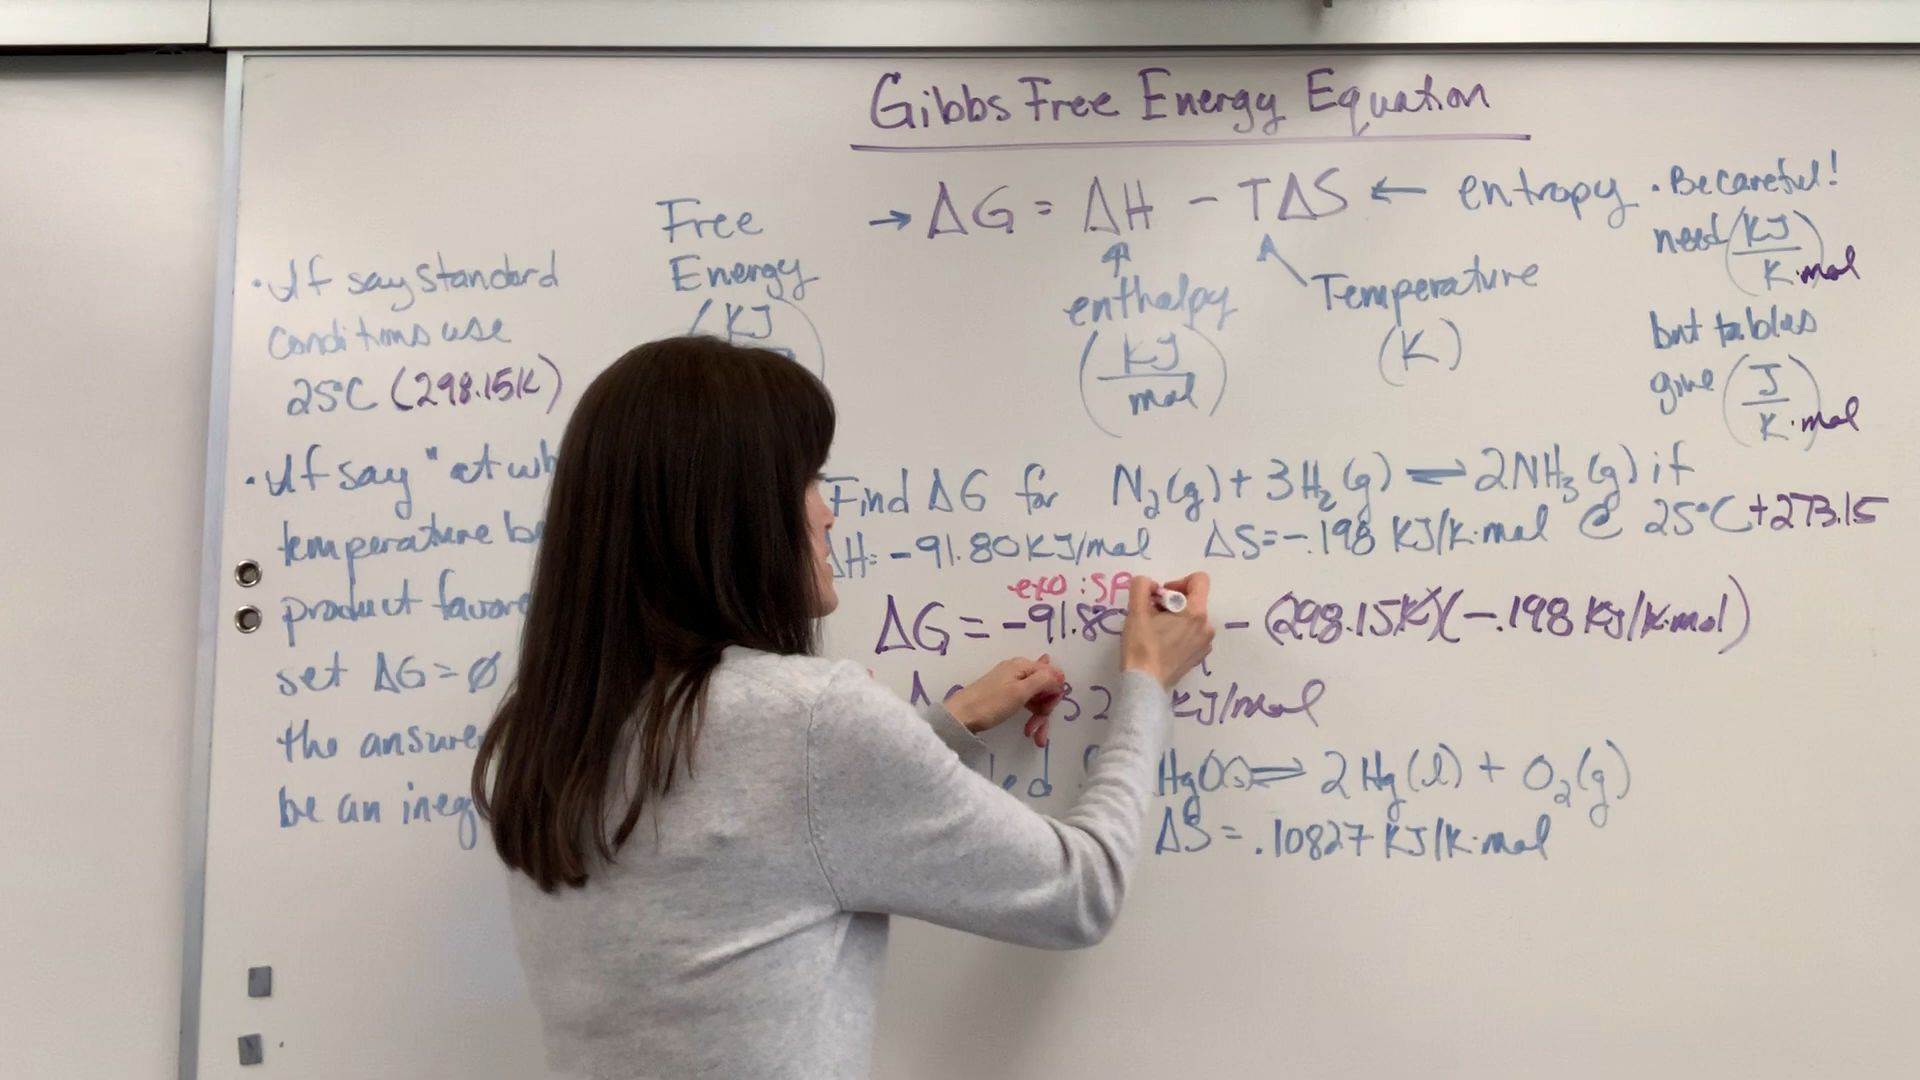 Gibbs Free Energy Equation
→ ΔG = ΔH - TΔS ← entropy
Free
Energy
(KJ
enthalpy
(KJ/mol)
Temperature
(K)
• Be careful!
need (KJ/K·mol)
but tables
give (J/K·mol)
• If say standard
conditions use
25°C (298.15K)
• If say "at wh
temperature be
product favore
set ΔG = Ø
the answer
be an ineq
Find ΔG for N₂(g) + 3H₂(g) ⇌ 2NH₃(g) if
ΔH= -91.80KJ/mol ΔS=-.198 KJ/K·mol @ 25°C+273.15
exo : sp
ΔG = -91.80 - (298.15K)(-.198 KJ/K·mol)
32 KJ/mol
HgO(s) ⇌ 2Hg(l) + O₂(g)
ΔS = .10827 KJ/K·mol